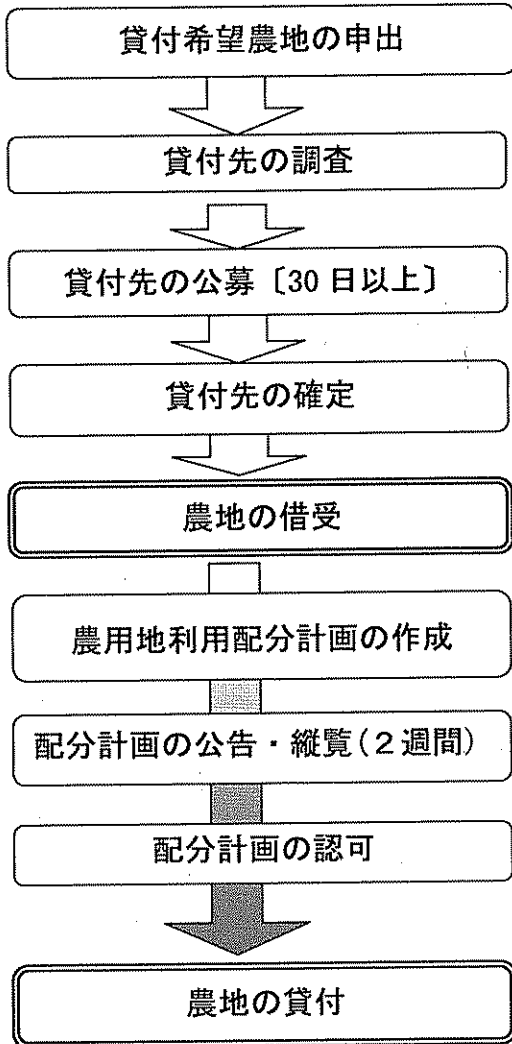 貸付希望農地の申出
貸付先の調査
貸付先の公募〔30日以上〕
貸付先の確定
農地の借受
農用地利用配分計画の作成
配分計画の公告・縦覧(2週間)
配分計画の認可
農地の貸付